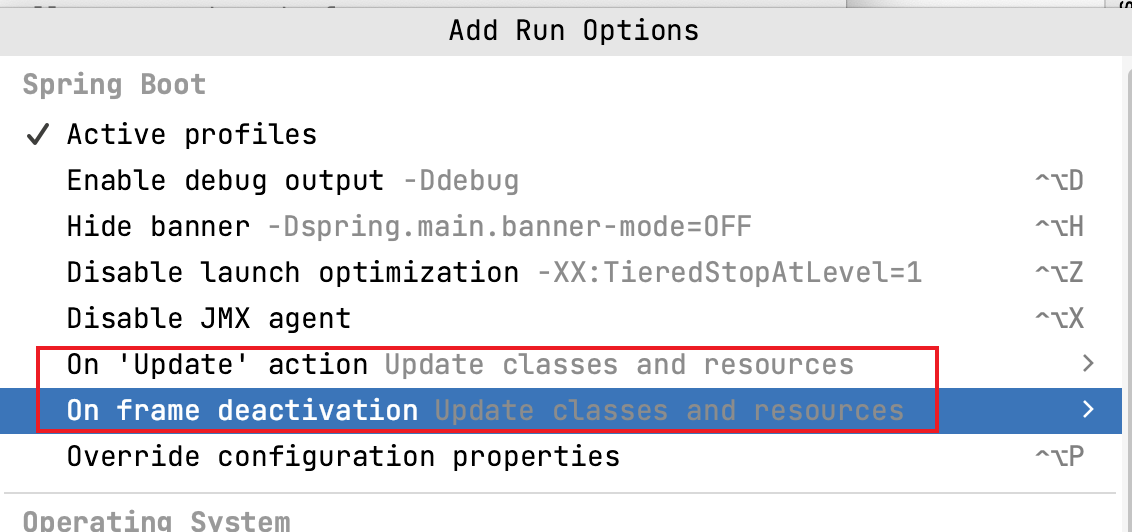 Add Run Options
Spring Boot
✓ Active profiles
Enable debug output -Ddebug ⌃⌥D
Hide banner -Dspring.main.banner-mode=OFF ⌃⌥H
Disable launch optimization -XX:TieredStopAtLevel=1 ⌃⌥Z
Disable JMX agent ⌃⌥X
On 'Update' action Update classes and resources >
On frame deactivation Update classes and resources >
Override configuration properties ⌃⌥P
Operating System